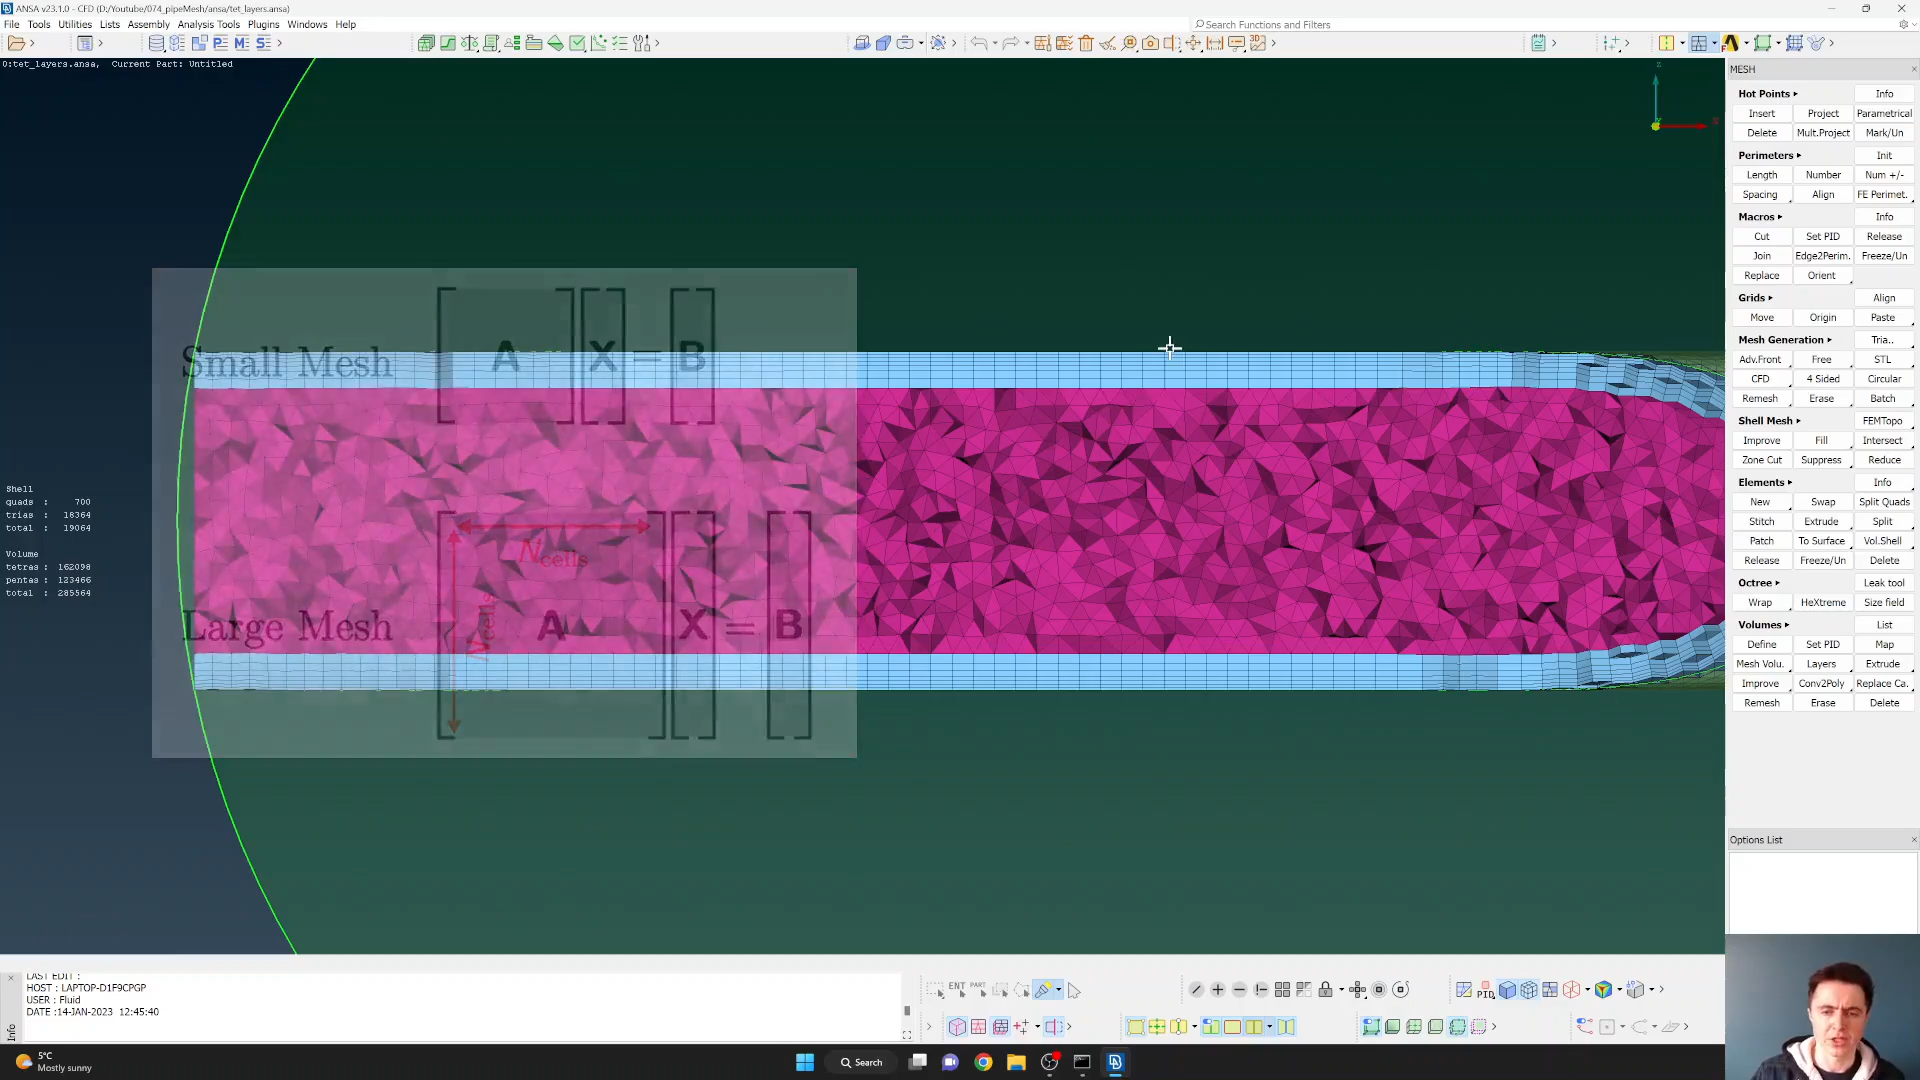 ANSA v23.1.0 - CFD (D:/Youtube/074_pipeMesh/ansa/tet_layers.ansa)
File Tools Utilities Lists Assembly Analysis Tools Plugins Windows Help
Search Functions and Filters
0:tet_layers.ansa, Current Part: Untitled
MESH
Hot Points Info
Insert Project Parametrical
Delete Mult.Project Mark/Un
Perimeters Init
Length Number Num +/-
Spacing Align FE Perimet.
Macros Info
Cut Set PID Release
Join Edge2Perim. Freeze/Un
Replace Orient
Grids Align
Move Origin Paste
Mesh Generation Tria..
Adv.Front Free STL
CFD 4 Sided Circular
Remesh Erase Batch
Shell Mesh FEMTopo
Improve Fill Intersect
Zone Cut Suppress Reduce
Elements Info
New Swap Split Quads
Stitch Extrude Split
Patch To Surface Vol.Shell
Release Freeze/Un Delete
Octree Leak tool
Wrap HeXtreme Size field
Volumes List
Define Set PID Map
Mesh Volu. Layers Extrude
Improve Conv2Poly Replace Ca.
Remesh Erase Delete
Options List
Small Mesh
A X = B
Large Mesh
Ncells
Ncells
A X = B
Shell
quads : 700
trias : 18364
total : 19064
Volume
tetras : 162098
pentas : 123466
total : 285564
LAST EDIT :
HOST : LAPTOP-D1F9CPGP
USER : Fluid
DATE :14-JAN-2023 12:45:40
Info
ENT PART
PID
5°C
Mostly sunny
Search